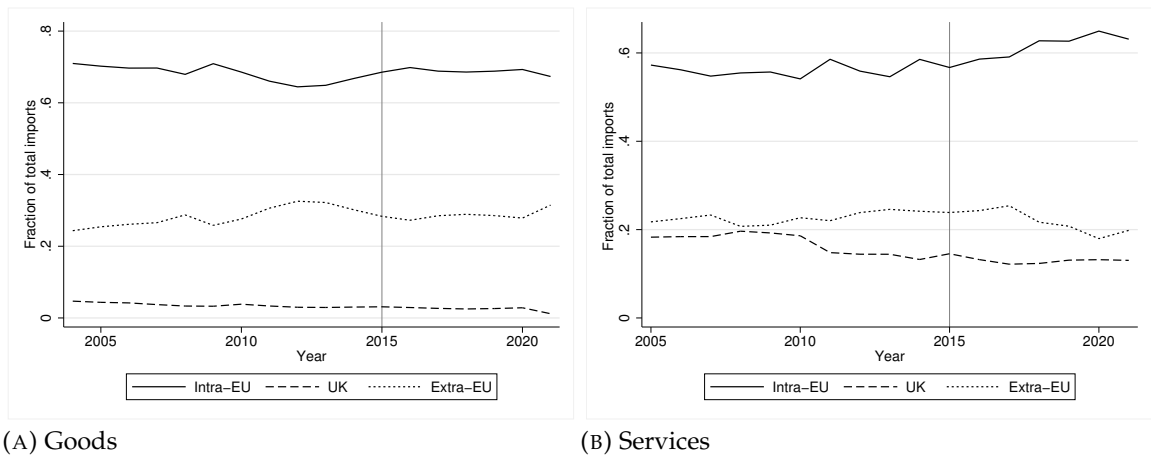 Fraction of total imports
0 .2 .4 .6 .8
2005 2010 2015 2020
Year
Intra−EU UK Extra−EU
(A) Goods
Fraction of total imports
0 .2 .4 .6
2005 2010 2015 2020
Year
Intra−EU UK Extra−EU
(B) Services